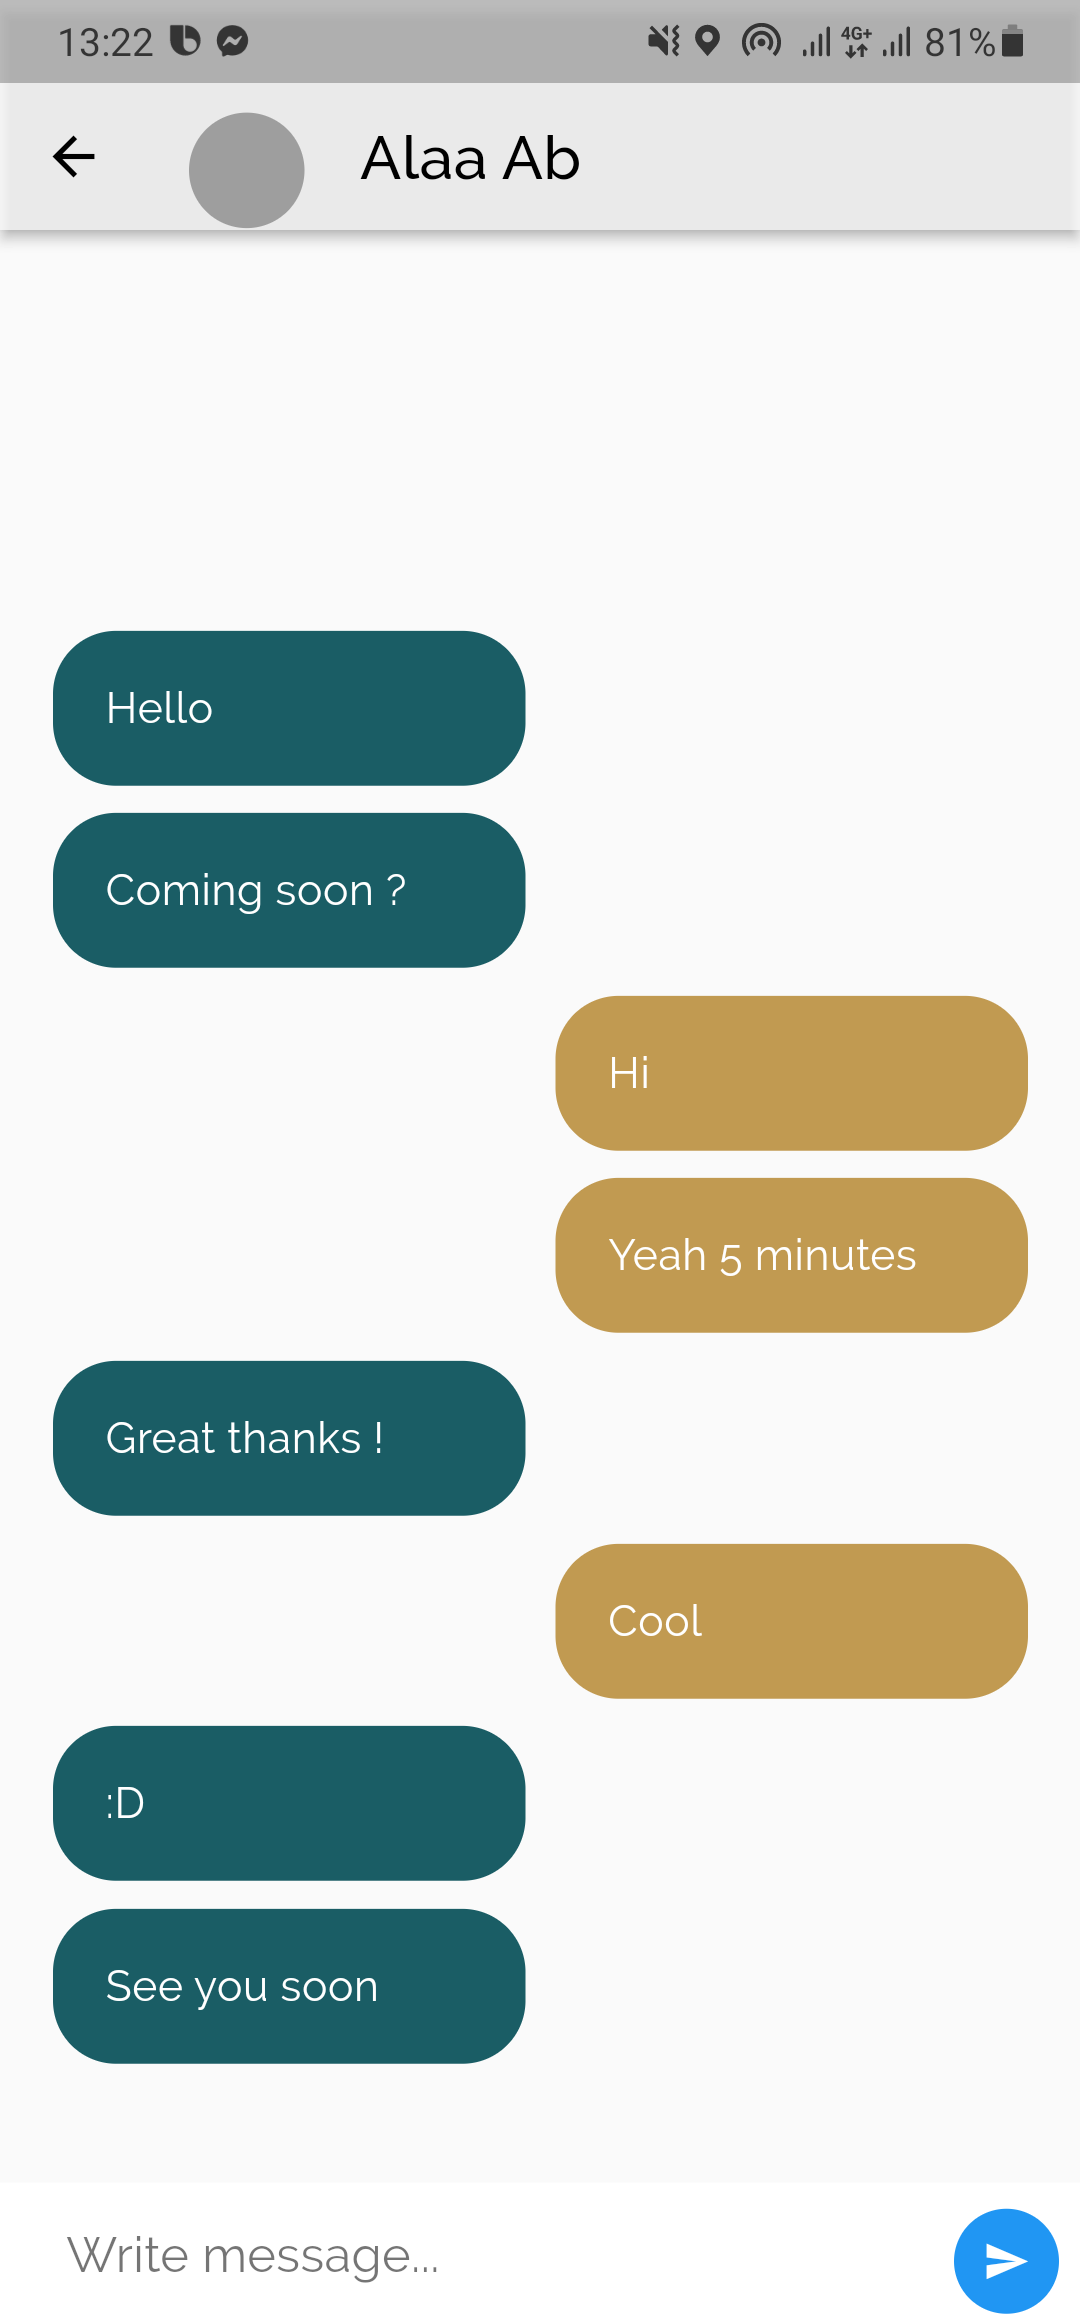 13:22 4G+ 81%
Alaa Ab
Hello
Coming soon ?
Hi
Yeah 5 minutes
Great thanks !
Cool
:D
See you soon
Write message...